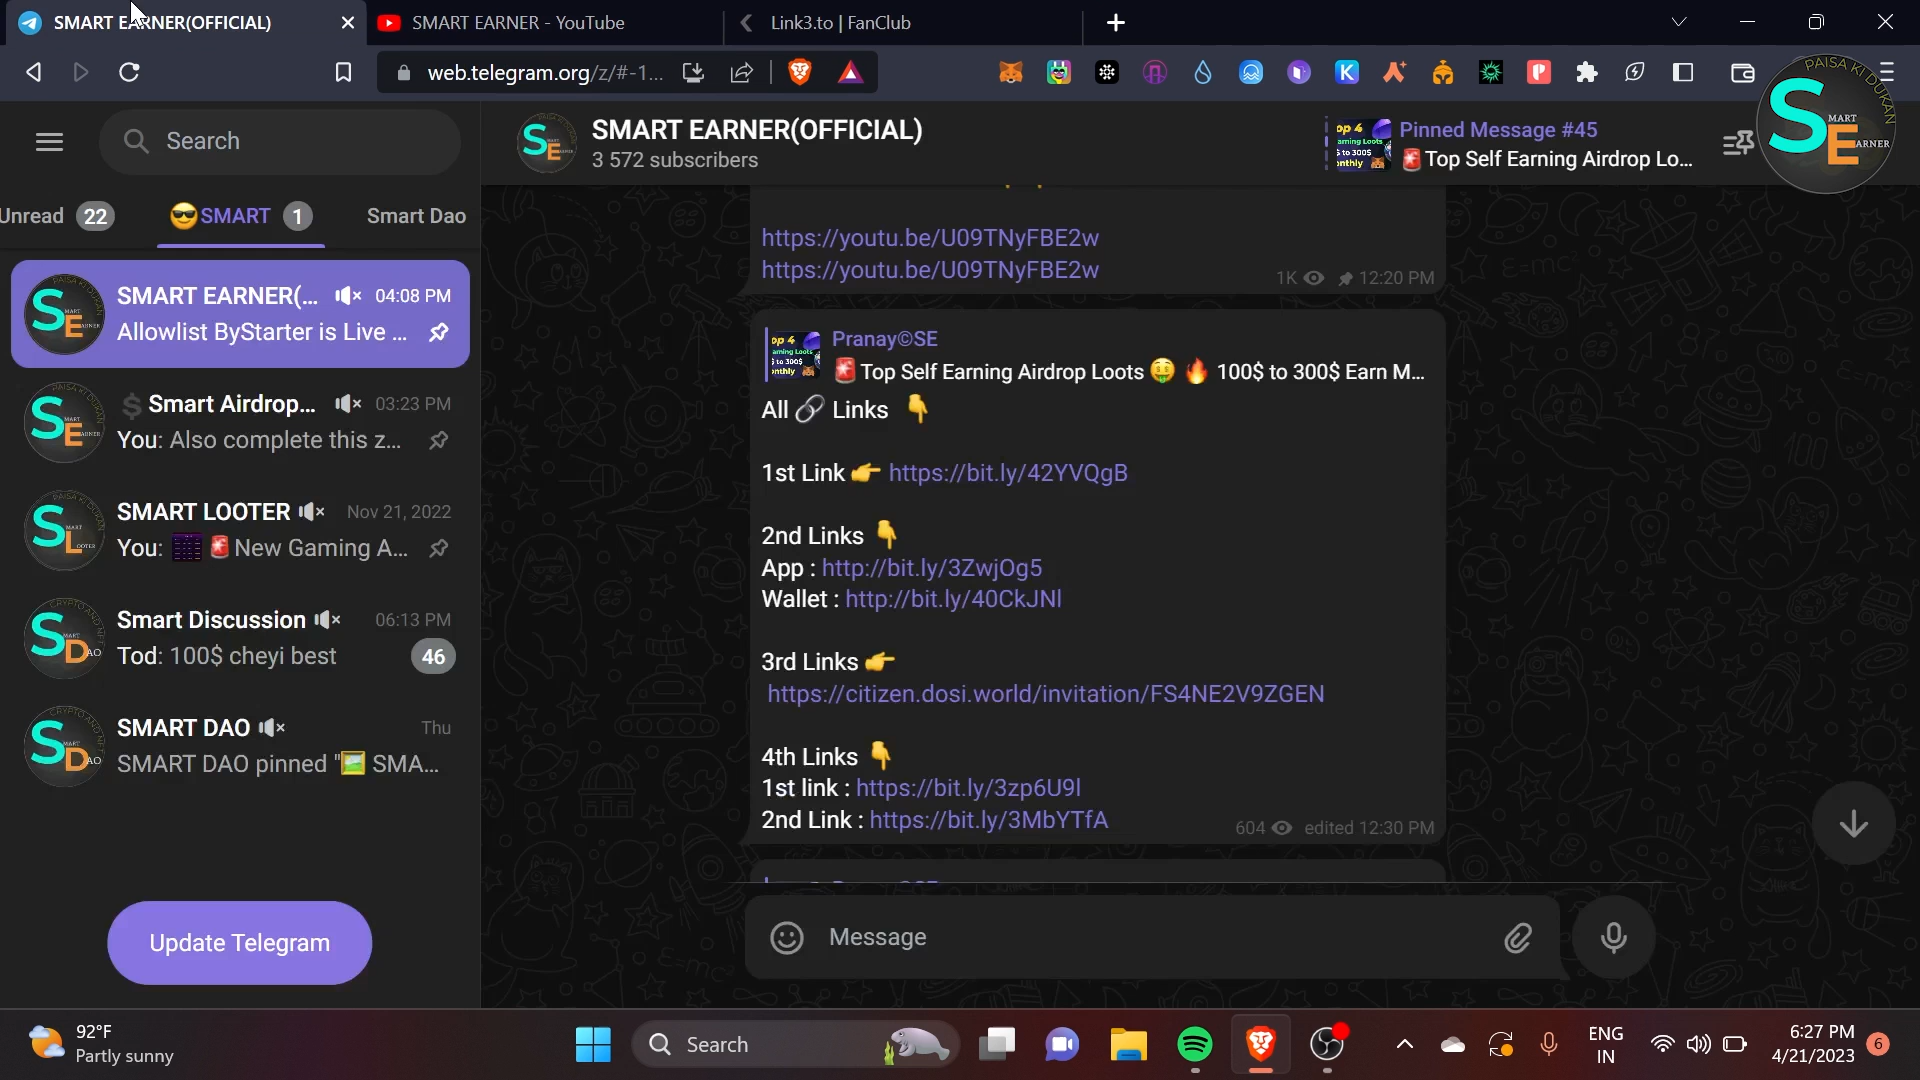 SMART EARNER(OFFICIAL)
SMART EARNER - YouTube
Link3.to | FanClub
web.telegram.org/z/#-1...
Search
SMART EARNER(OFFICIAL)
3 572 subscribers
Pinned Message #45
🚨Top Self Earning Airdrop Lo...
PAISA KI DUKAN
SMART
EARNER
Unread 22
😎SMART 1
Smart Dao
SMART EARNER(... 04:08 PM
Allowlist ByStarter is Live ...
💲Smart Airdrop... 03:23 PM
You: Also complete this z...
SMART LOOTER Nov 21, 2022
You: 🚨New Gaming A...
Smart Discussion 06:13 PM
Tod: 100$ cheyi best 46
SMART DAO Thu
SMART DAO pinned "🖼 SMA...
Update Telegram
https://youtu.be/U09TNyFBE2w
https://youtu.be/U09TNyFBE2w
1K 12:20 PM
Pranay©SE
🚨Top Self Earning Airdrop Loots 🤑 🔥 100$ to 300$ Earn M...
All 🔗 Links 👇
1st Link 👉 https://bit.ly/42YVQgB
2nd Links 👇
App : http://bit.ly/3ZwjOg5
Wallet : http://bit.ly/40CkJNl
3rd Links 👉
https://citizen.dosi.world/invitation/FS4NE2V9ZGEN
4th Links 👇
1st link : https://bit.ly/3zp6U9l
2nd Link : https://bit.ly/3MbYTfA
604 edited 12:30 PM
Message
92°F
Partly sunny
Search
ENG
IN
6:27 PM
4/21/2023
6